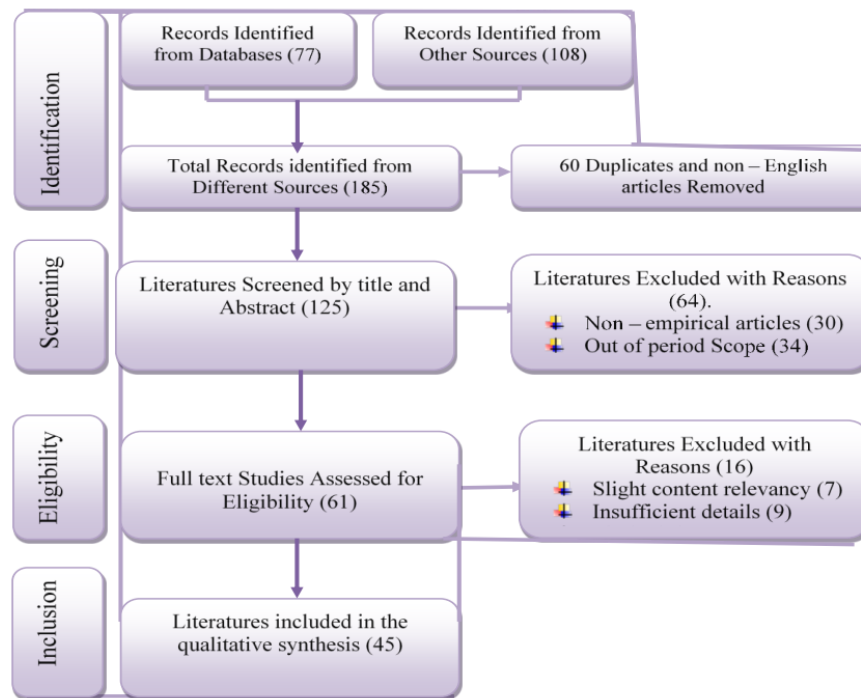 Identification
Records Identified
from Databases (77)
Records Identified from
Other Sources (108)
Total Records identified from
Different Sources (185)
60 Duplicates and non – English
articles Removed
Screening
Literatures Screened by title and
Abstract (125)
Literatures Excluded with Reasons
(64).
Non – empirical articles (30)
Out of period Scope (34)
Eligibility
Full text Studies Assessed for
Eligibility (61)
Literatures Excluded with
Reasons (16)
Slight content relevancy (7)
Insufficient details (9)
Inclusion
Literatures included in the
qualitative synthesis (45)